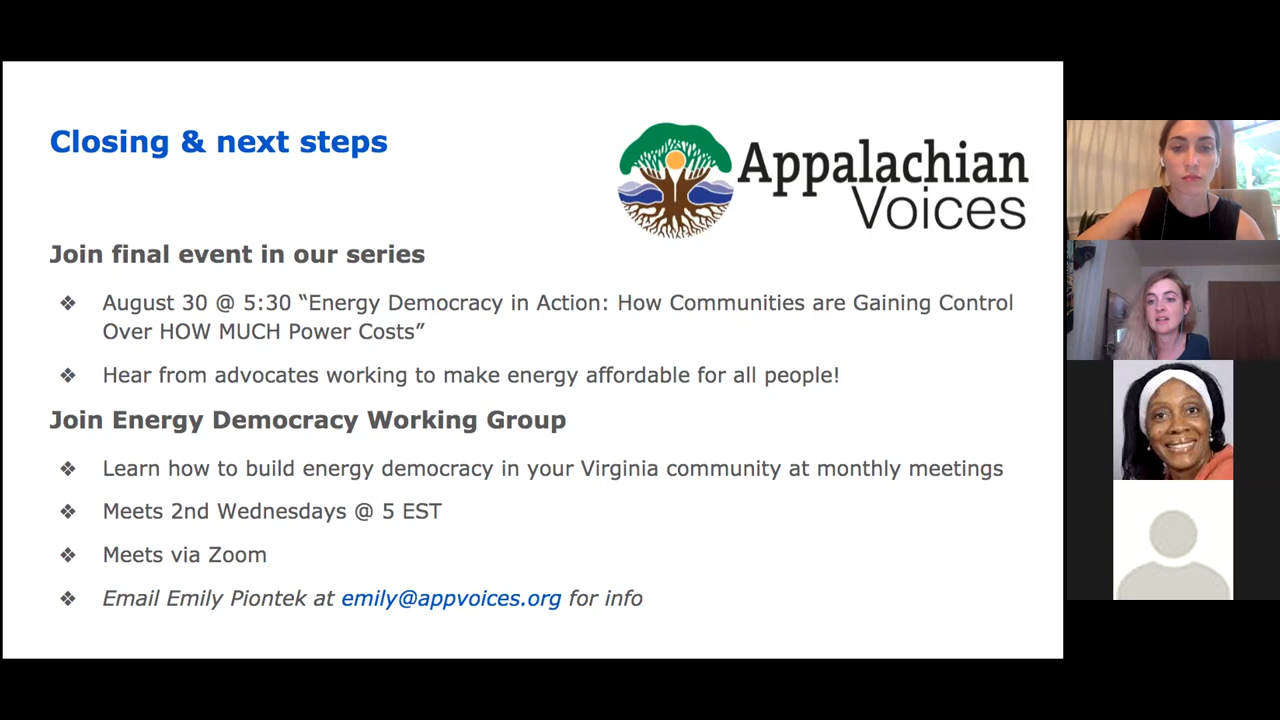 Closing & next steps
Appalachian
Voices
Join final event in our series
❖ August 30 @ 5:30 “Energy Democracy in Action: How Communities are Gaining Control
Over HOW MUCH Power Costs”
❖ Hear from advocates working to make energy affordable for all people!
Join Energy Democracy Working Group
❖ Learn how to build energy democracy in your Virginia community at monthly meetings
❖ Meets 2nd Wednesdays @ 5 EST
❖ Meets via Zoom
❖ Email Emily Piontek at emily@appvoices.org for info